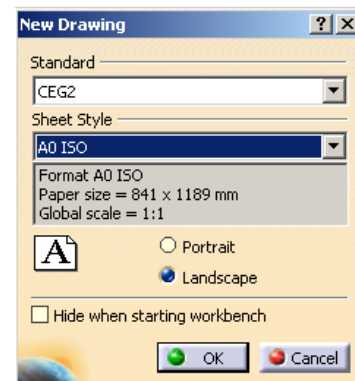 New Drawing ? ×
Standard
CEG2
Sheet Style
A0 ISO
Format A0 ISO
Paper size = 841 x 1189 mm
Global scale = 1:1
A
Portrait
Landscape
Hide when starting workbench
OK Cancel